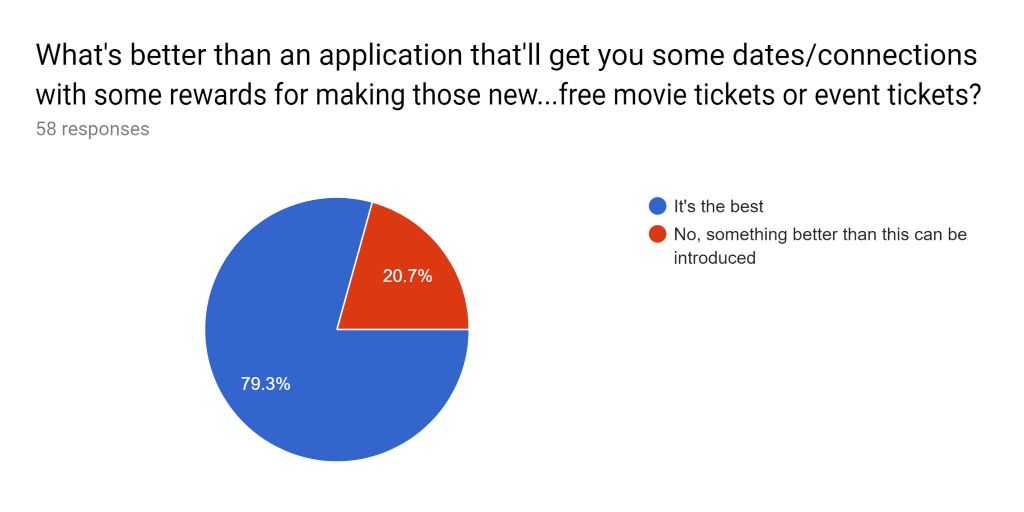 What's better than an application that'll get you some dates/connections
with some rewards for making those new...free movie tickets or event tickets?
58 responses
It's the best
No, something better than this can be
introduced
20.7%
79.3%